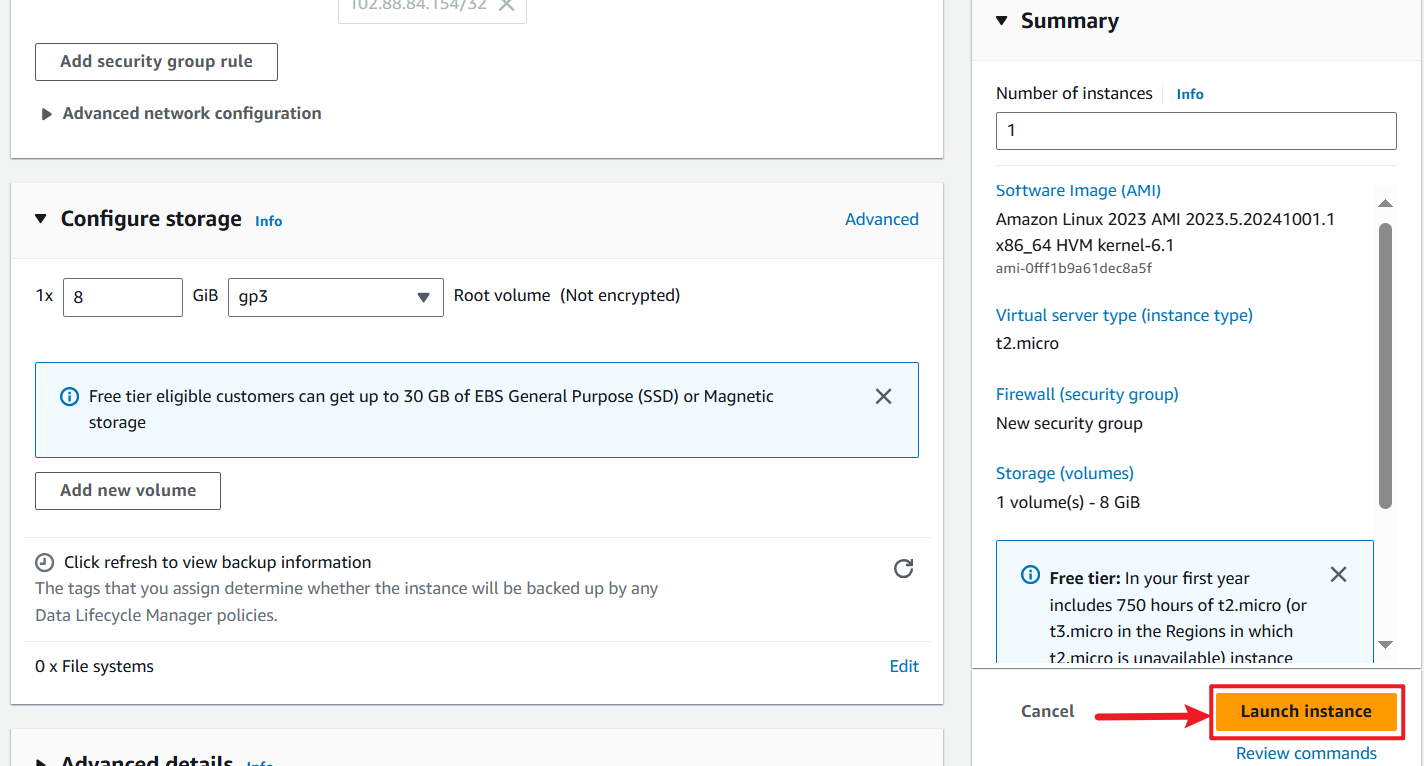 102.88.84.154/32
Add security group rule
Advanced network configuration
Configure storage Info
Advanced
1x 8 GiB gp3 Root volume (Not encrypted)
Free tier eligible customers can get up to 30 GB of EBS General Purpose (SSD) or Magnetic
storage
Add new volume
Click refresh to view backup information
The tags that you assign determine whether the instance will be backed up by any
Data Lifecycle Manager policies.
0 x File systems
Edit
Advanced details Info
Summary
Number of instances Info
1
Software Image (AMI)
Amazon Linux 2023 AMI 2023.5.20241001.1
x86_64 HVM kernel-6.1
ami-0fff1b9a61dec8a5f
Virtual server type (instance type)
t2.micro
Firewall (security group)
New security group
Storage (volumes)
1 volume(s) - 8 GiB
Free tier: In your first year
includes 750 hours of t2.micro (or
t3.micro in the Regions in which
t2.micro is unavailable) instance
Cancel
Launch instance
Review commands